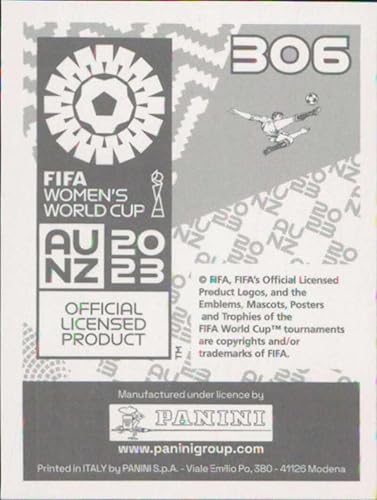 306
FIFA
WOMEN'S
WORLD CUP
AU 20
NZ 23
OFFICIAL
LICENSED
PRODUCT
TM
© FIFA, FIFA's Official Licensed
Product Logos, and the
Emblems, Mascots, Posters
and Trophies of the
FIFA World Cup™ tournaments
are copyrights and/or
trademarks of FIFA.
Manufactured under licence by
PANINI
www.paninigroup.com
Printed in ITALY by PANINI S.p.A. - Viale Emilio Po, 380 - 41126 Modena